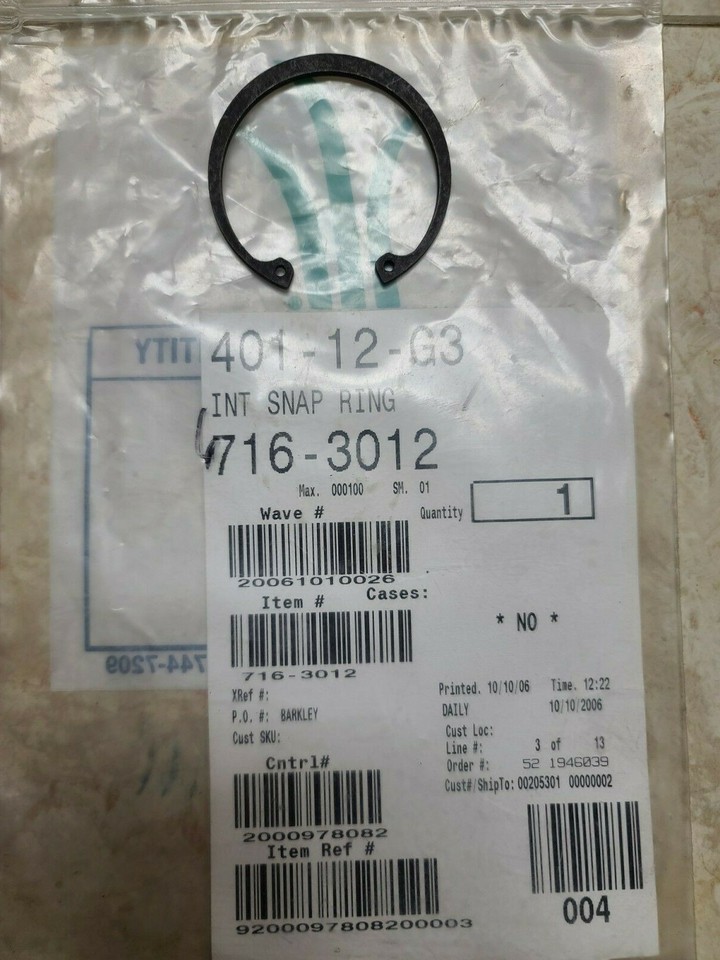 401-12-G3
INT SNAP RING
716-3012
Max. 000100 SM. 01
Quantity 1
Wave #
20061010026
Item # Cases:
* NO *
716-3012
XRef #:
P.O. #: BARKLEY
Cust SKU:
Printed. 10/10/06 Time. 12:22
DAILY 10/10/2006
Cust Loc:
Line #: 3 of 13
Order #: 52 1946039
Cust#/ShipTo: 00205301 00000002
Cntrl#
2000978082
Item Ref #
9200097808200003
004
TITY
744-7209